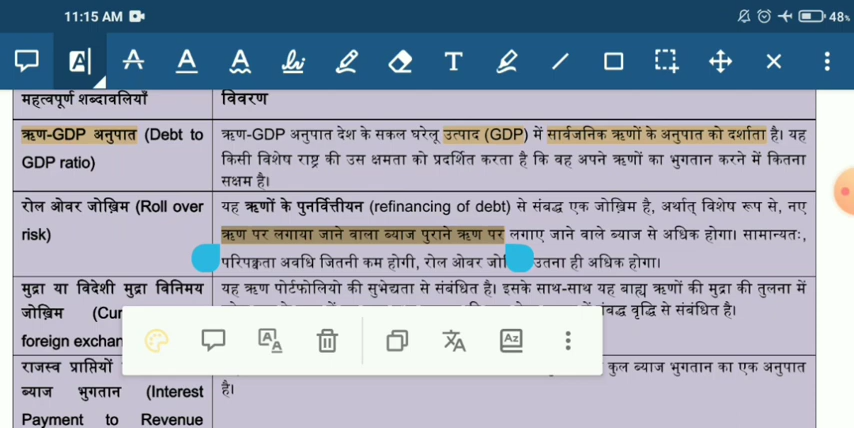 11:15 AM
48%
A
A
A
A
T
महत्वपूर्ण शब्दावलियाँ विवरण
ऋण-GDP अनुपात (Debt to GDP ratio)
ऋण-GDP अनुपात देश के सकल घरेलू उत्पाद (GDP) में सार्वजनिक ऋणों के अनुपात को दर्शाता है। यह
किसी विशेष राष्ट्र की उस क्षमता को प्रदर्शित करता है कि वह अपने ऋणों का भुगतान करने में कितना
सक्षम है।
रोल ओवर जोख़िम (Roll over
risk)
यह ऋणों के पुनर्वित्तीयन (refinancing of debt) से संबद्ध एक जोख़िम है, अर्थात् विशेष रूप से, नए
ऋण पर लगाया जाने वाला ब्याज पुराने ऋण पर लगाए जाने वाले ब्याज से अधिक होगा। सामान्यतः,
परिपक्वता अवधि जितनी कम होगी, रोल ओवर उतना ही अधिक होगा।
मुद्रा या विदेशी मुद्रा विनिमय
जोख़िम
foreign
यह ऋण पोर्टफोलियो की सुभेद्यता से संबंधित है। इसके साथ-साथ यह बाह्य ऋणों की मुद्रा की तुलना में
वृद्धि से संबंधित है।
AA
Az
राजस्व प्राप्तियों
ब्याज भुगतान (Interest
Payment to Revenue
कुल ब्याज भुगतान का एक अनुपात
है।